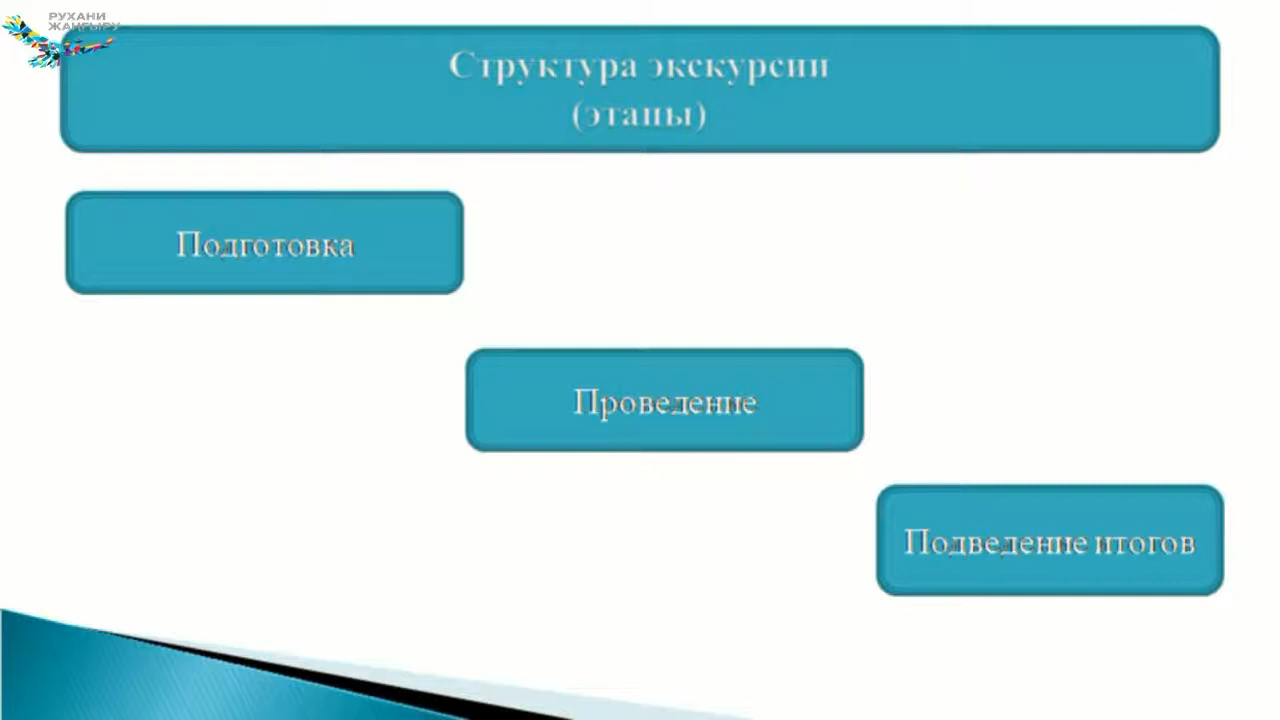 РУХАНИ
ЖАҢҒЫРУ
Структура экскурсии
(этапы)
Подготовка
Проведение
Подведение итогов